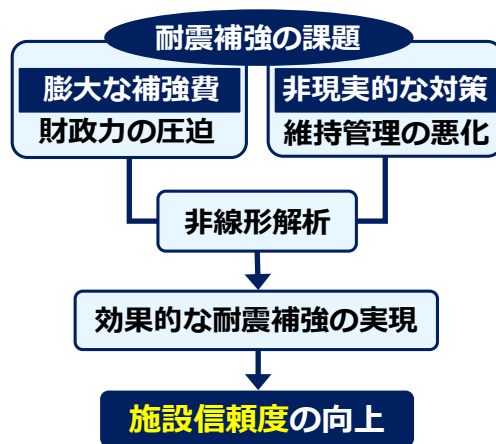 耐震補強の課題
膨大な補強費
財政力の圧迫
非現実的な対策
維持管理の悪化
非線形解析
効果的な耐震補強の実現
施設信頼度の向上